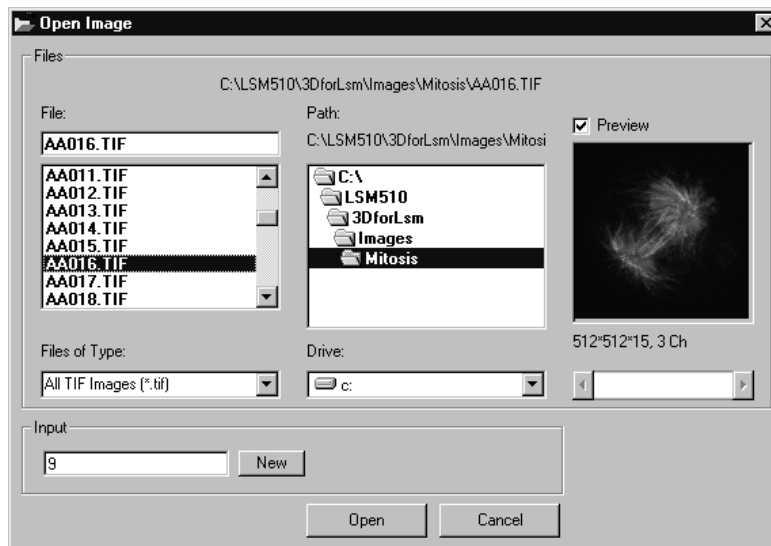 Open Image
Files
C:\LSM510\3DforLsm\Images\Mitosis\AA016.TIF
File:
AA016.TIF
AA011.TIF
AA012.TIF
AA013.TIF
AA014.TIF
AA015.TIF
AA016.TIF
AA017.TIF
AA018.TIF
Files of Type:
All TIF Images (*.tif)
Path:
C:\LSM510\3DforLsm\Images\Mitosi
C:\
LSM510
3DforLsm
Images
Mitosis
Drive:
c:
Preview
512*512*15, 3 Ch
Input
9
New
Open
Cancel